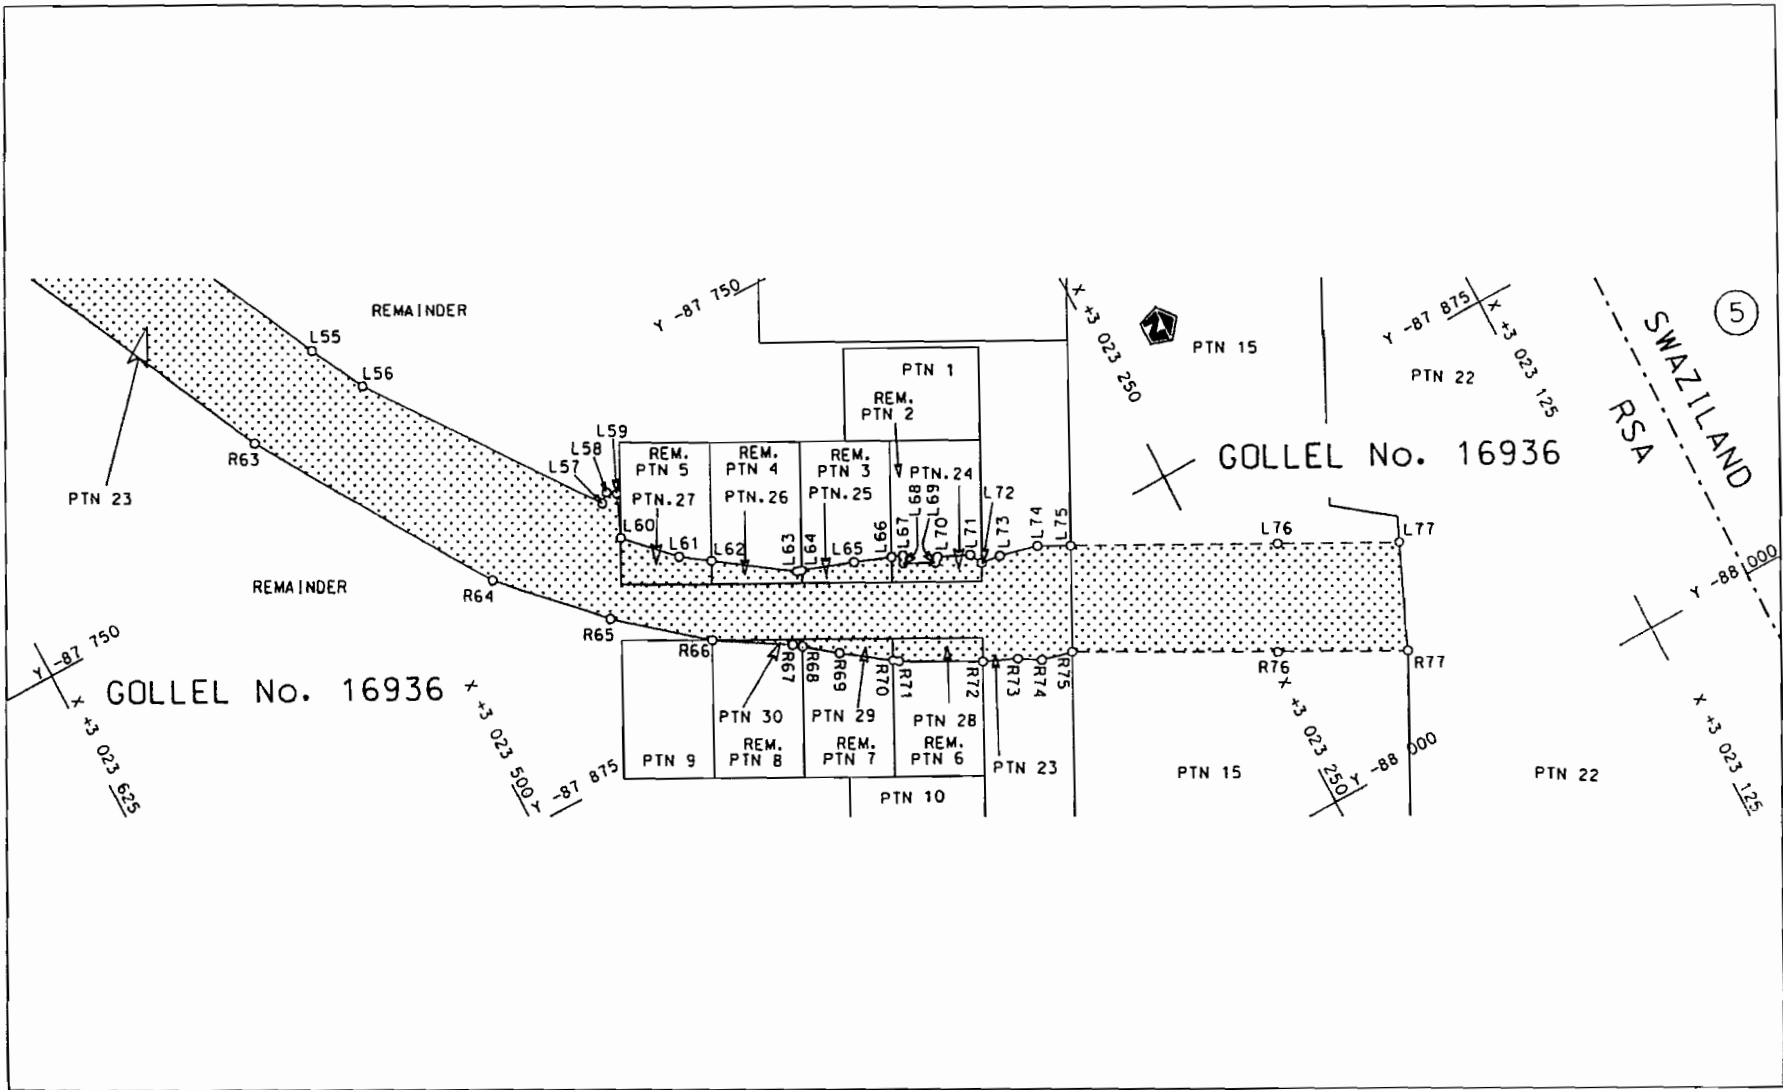 5
SWAZILAND
RSA
Y -87 750
X +3 023 250
PTN 15
Y -87 875
X +3 023 125
PTN 22
REMAINDER
L55
L56
R63
PTN 23
PTN 1
REM.
PTN 2
GOLLEL No. 16936
L57
L58
L59
REM.
PTN 5
REM.
PTN 4
REM.
PTN 3
PTN.27
PTN.26
PTN.25
PTN.24
L60
L61
L62
L63
L64
L65
L66
L67
L68
L69
L70
L71
L72
L73
L74
L75
L76
L77
Y -88 000
REMAINDER
R64
R65
R66
R67
R68
R69
R70
R71
R72
R73
R74
R75
R76
R77
Y -87 750
X +3 023 625
GOLLEL No. 16936
X +3 023 500
Y -87 875
PTN 30
PTN 29
PTN 28
PTN 9
REM.
PTN 8
REM.
PTN 7
REM.
PTN 6
PTN 23
PTN 10
PTN 15
X +3 023 250
Y -88 000
PTN 22
X +3 023 125